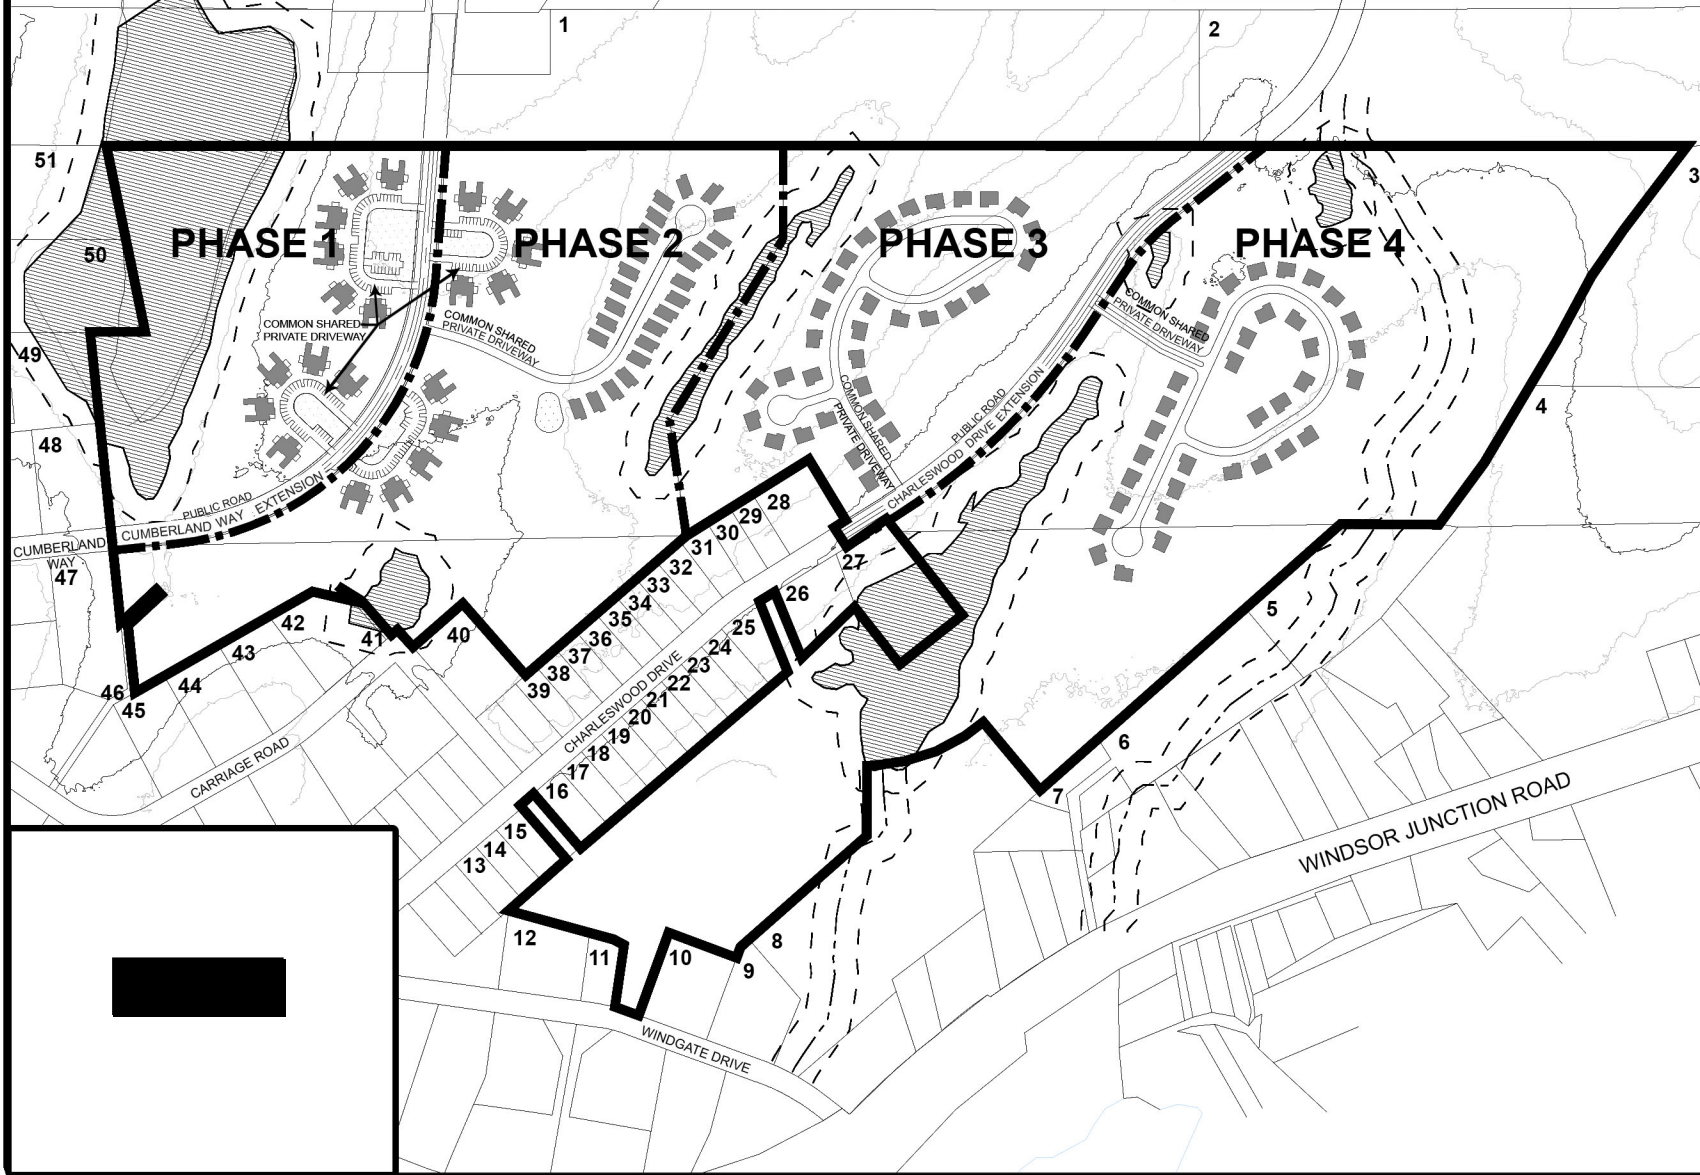 1
2
51
3
PHASE 1
PHASE 2
PHASE 3
PHASE 4
50
COMMON SHARED
PRIVATE DRIVEWAY
COMMON SHARED
PRIVATE DRIVEWAY
COMMON SHARED
PRIVATE DRIVEWAY
49
COMMON SHARED
PRIVATE DRIVEWAY
4
48
PUBLIC ROAD
CHARLESWOOD DRIVE EXTENSION
PUBLIC ROAD
CUMBERLAND WAY EXTENSION
CUMBERLAND
WAY
47
28
29
30
31
32
33
34
35
36
37
38
39
27
26
25
24
23
22
21
20
19
18
17
16
15
14
13
CHARLESWOOD DRIVE
40
41
42
43
44
46
45
CARRIAGE ROAD
5
6
7
WINDSOR JUNCTION ROAD
12
11
10
8
9
WINDGATE DRIVE